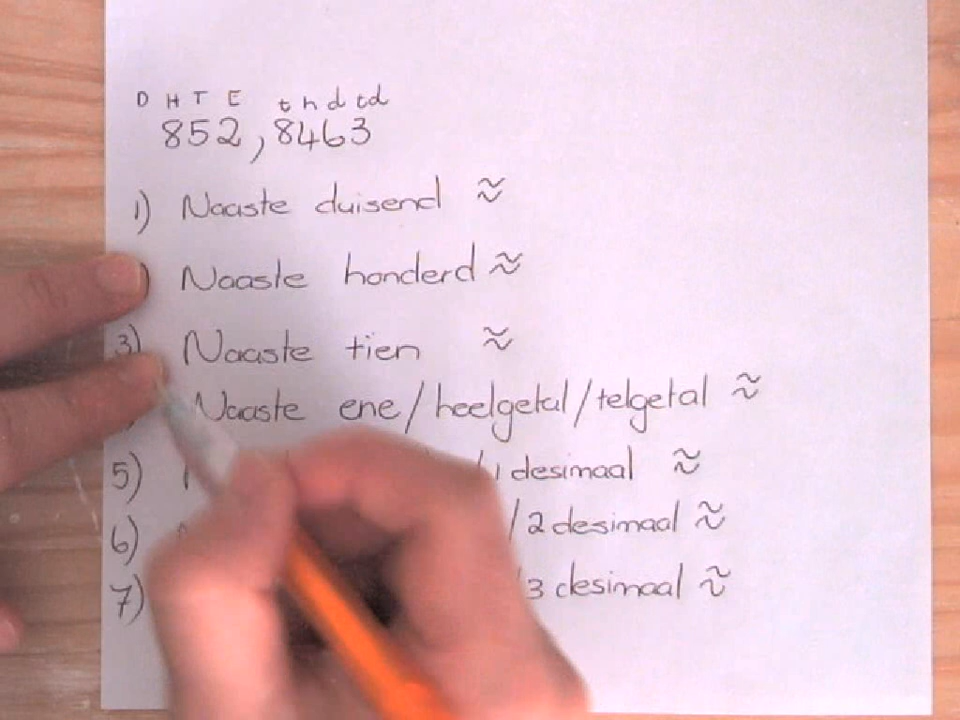 D H T E t h d td
852,8463
1) Naaste duisend ≈
) Naaste honderd ≈
3) Naaste tien ≈
Naaste ene/heelgetal/telgetal ≈
5) /1 desimaal ≈
6) /2 desimaal ≈
7) /3 desimaal ≈